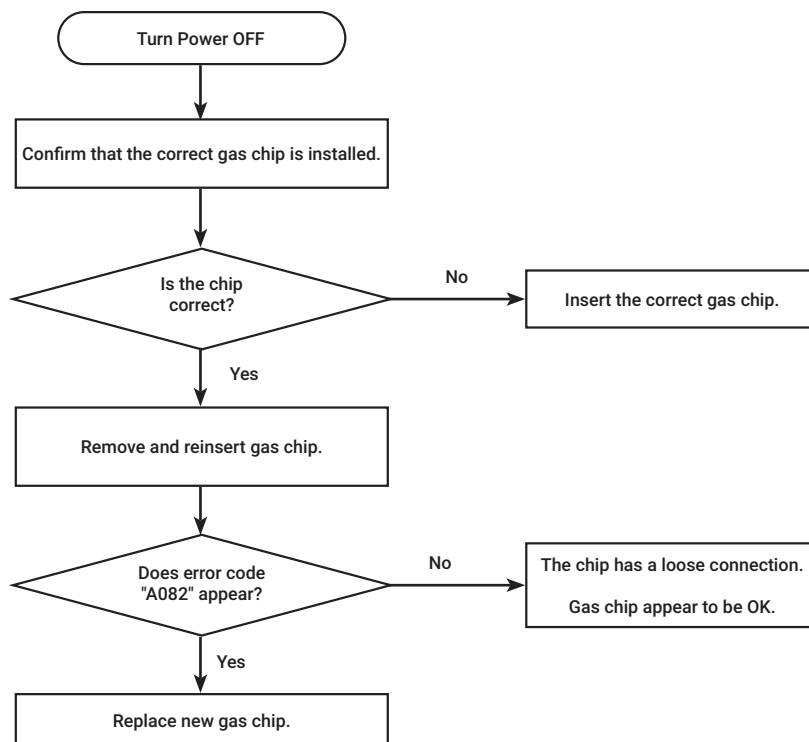 Turn Power OFF
Confirm that the correct gas chip is installed.
Is the chip
correct?
No
Insert the correct gas chip.
Yes
Remove and reinsert gas chip.
Does error code
"A082" appear?
No
The chip has a loose connection.
Gas chip appear to be OK.
Yes
Replace new gas chip.